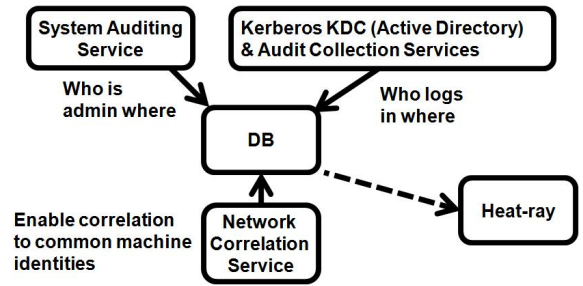 System Auditing
Service
Kerberos KDC (Active Directory)
& Audit Collection Services
Who is
admin where
Who logs
in where
DB
Heat-ray
Enable correlation
to common machine
identities
Network
Correlation
Service